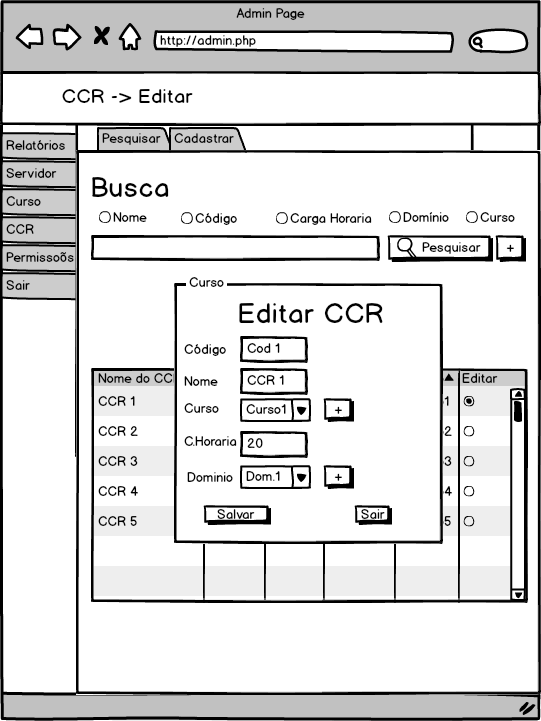 Admin Page
http://admin.php
CCR -> Editar
Pesquisar Cadastrar
Relatórios
Servidor
Curso
CCR
Permissoõs
Sair
Busca
Nome Código Carga Horaria Domínio Curso
Pesquisar +
Curso
Editar CCR
Código Cod 1
Nome CCR 1
Curso Curso1 +
C.Horaria 20
Dominio Dom.1 +
Salvar Sair
Nome do CC Editar
CCR 1 1
CCR 2 2
CCR 3 3
CCR 4 4
CCR 5 5